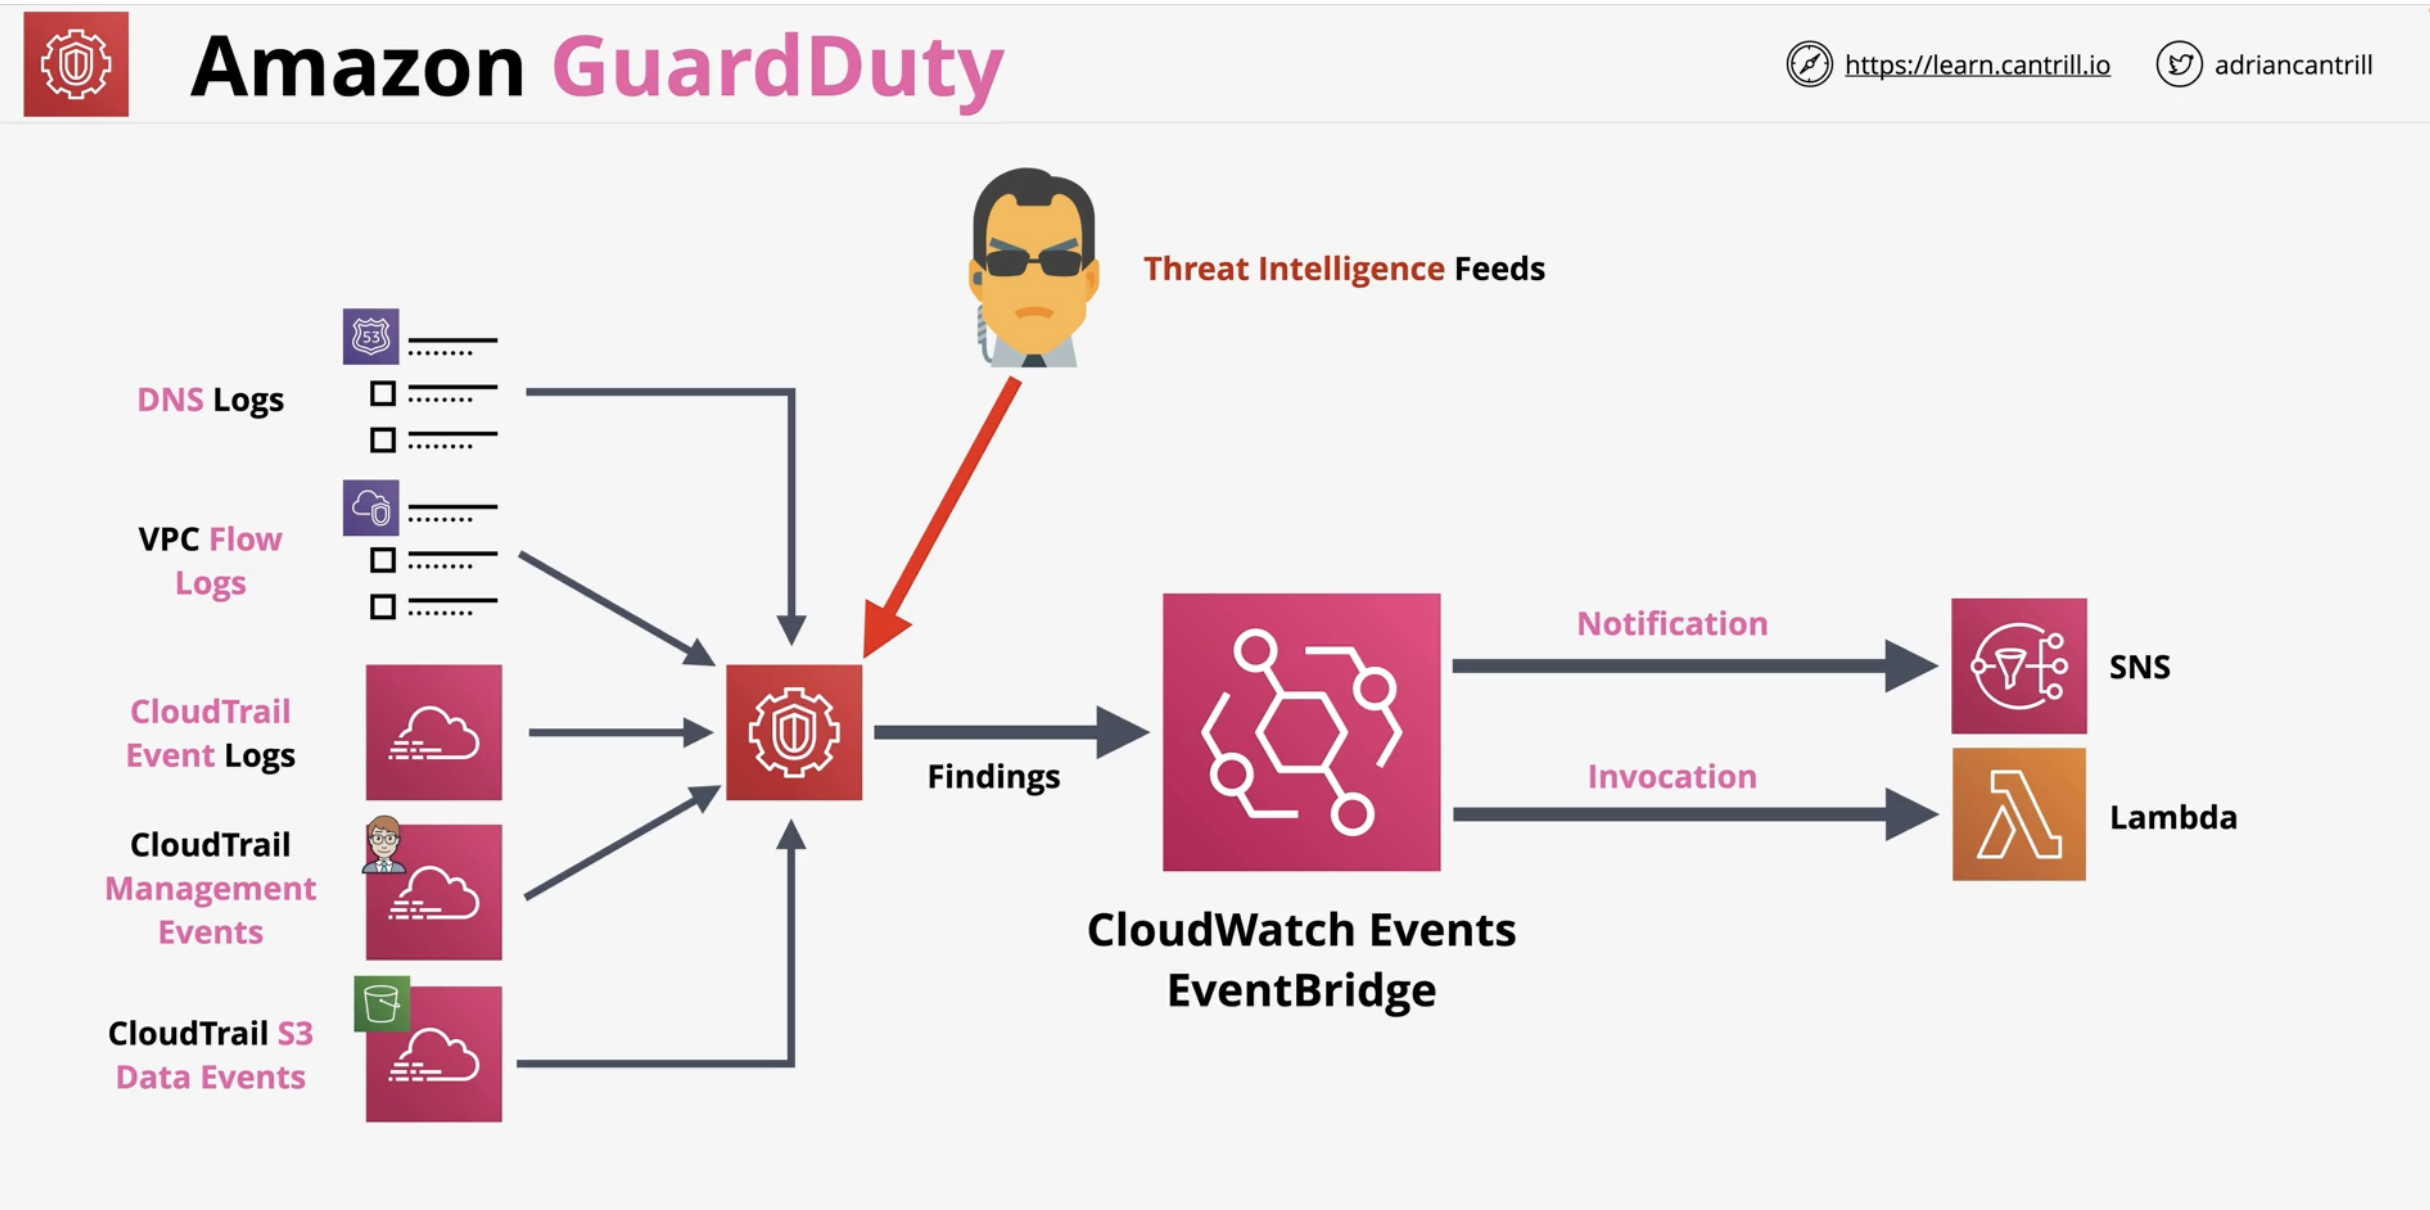 Amazon GuardDuty
https://learn.cantrill.io
adriancantrill
Threat Intelligence Feeds
53
DNS Logs
VPC Flow
Logs
CloudTrail
Event Logs
CloudTrail
Management
Events
CloudTrail S3
Data Events
Findings
CloudWatch Events
EventBridge
Notification
SNS
Invocation
Lambda